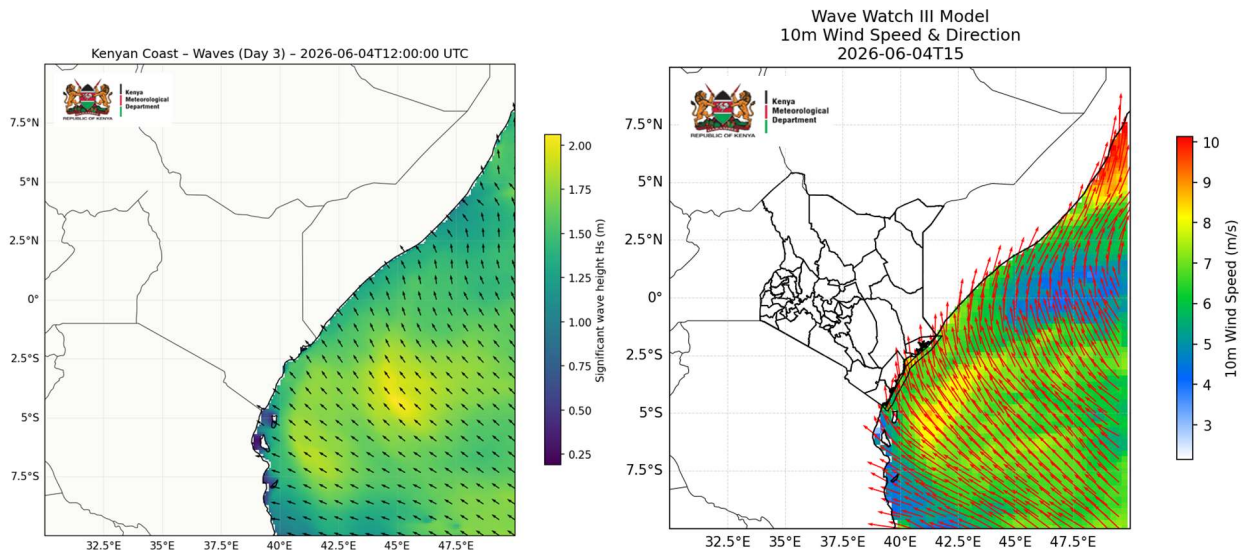 Kenyan Coast – Waves (Day 3) – 2026-06-04T12:00:00 UTC
Kenya
Meteorological
Department
REPUBLIC OF KENYA
7.5°N
5°N
2.5°N
0°
2.5°S
5°S
7.5°S
32.5°E 35°E 37.5°E 40°E 42.5°E 45°E 47.5°E
2.00
1.75
1.50
1.25
1.00
0.75
0.50
0.25
Significant wave height Hs (m)
Wave Watch III Model
10m Wind Speed & Direction
2026-06-04T15
Kenya
Meteorological
Department
REPUBLIC OF KENYA
7.5°N
5°N
2.5°N
0°
2.5°S
5°S
7.5°S
32.5°E 35°E 37.5°E 40°E 42.5°E 45°E 47.5°E
10
9
8
7
6
5
4
3
10m Wind Speed (m/s)